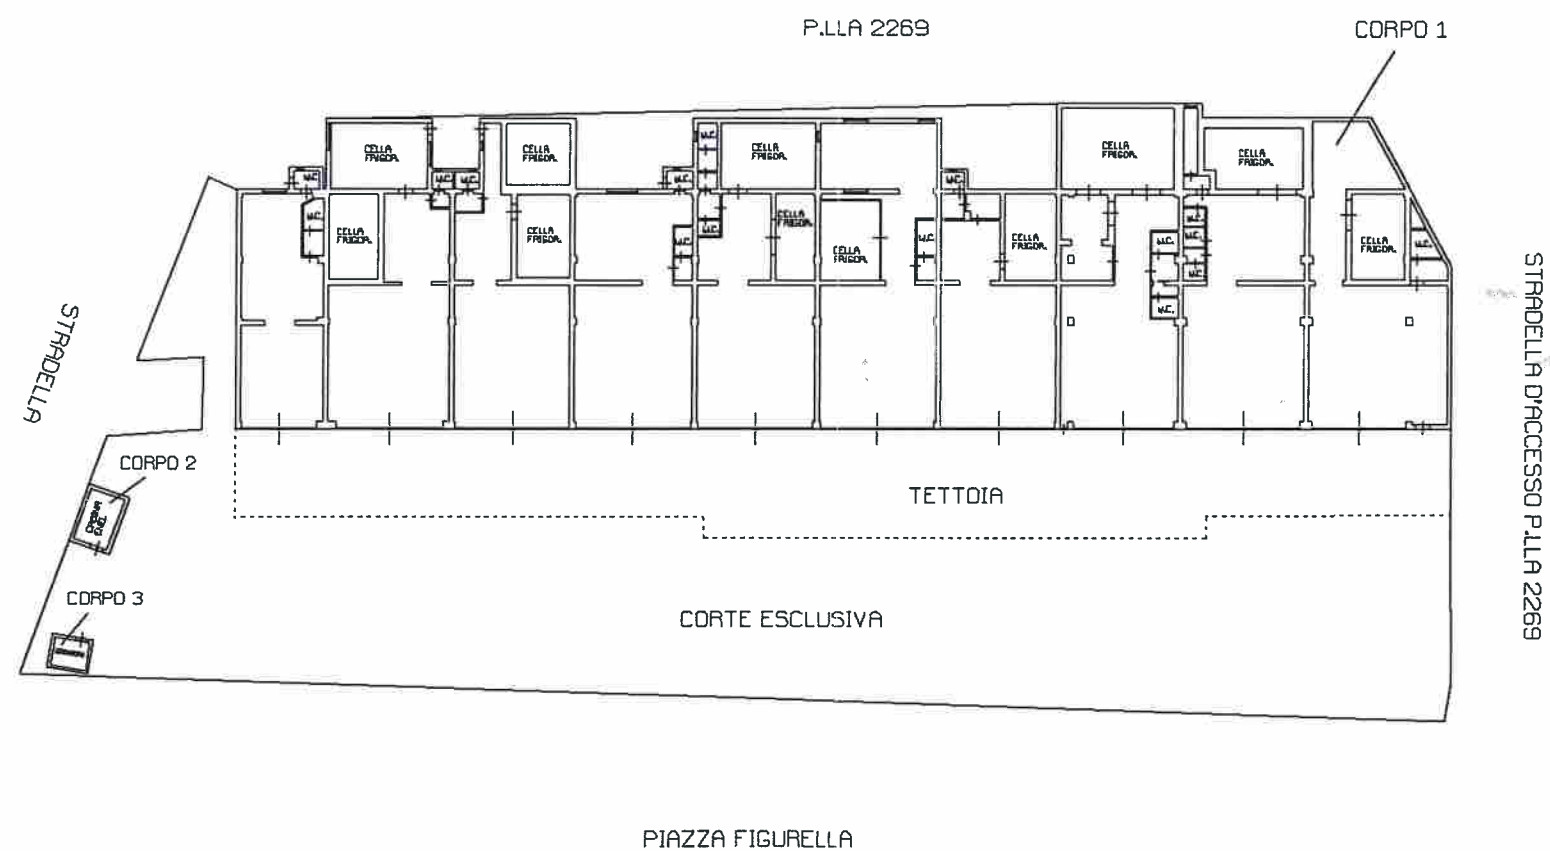 P.LLA 2269
CORPO 1
CELLA
FRIGOR.
CELLA
FRIGOR.
CELLA
FRIGOR.
CELLA
FRIGOR.
CELLA
FRIGOR.
W.C.
W.C.
W.C.
W.C.
W.C.
W.C.
W.C.
CELLA
FRIGOR.
CELLA
FRIGOR.
CELLA
FRIGOR.
CELLA
FRIGOR.
CELLA
FRIGOR.
CELLA
FRIGOR.
W.C.
W.C.
W.C.
W.C.
W.C.
W.C.
W.C.
W.C.
W.C.
STRADELLA
STRADELLA D'ACCESSO P.LLA 2269
CORPO 2
CABINA
ENEL
TETTOIA
CORPO 3
CORTE ESCLUSIVA
PIAZZA FIGURELLA